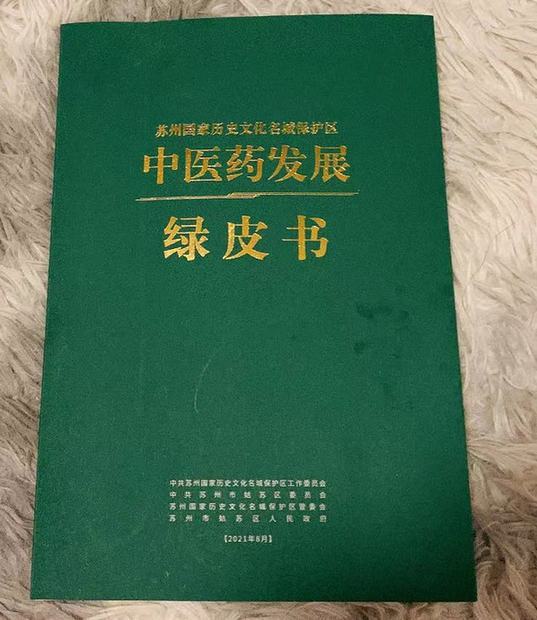 苏州国家历史文化名城保护区
中医药发展
绿皮书
中共苏州国家历史文化名城保护区工作委员会
中共苏州市姑苏区委员会
苏州国家历史文化名城保护区管委会
苏州市姑苏区人民政府
【2021年8月】